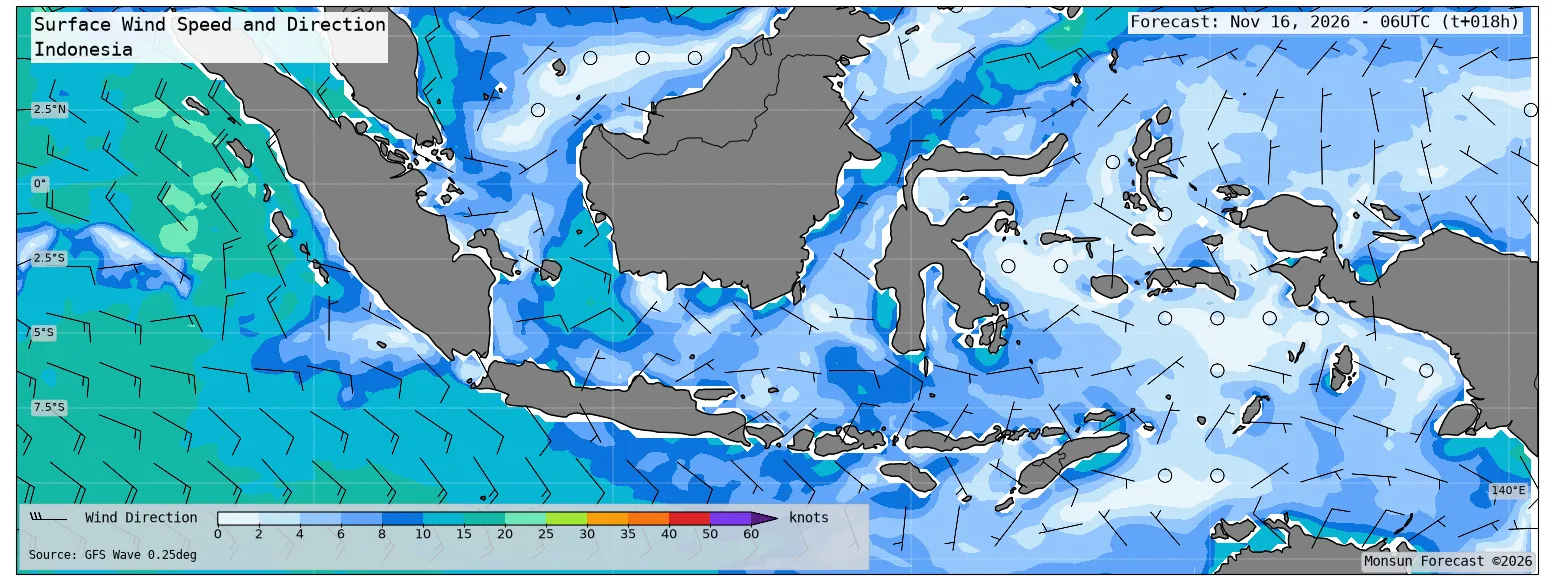 Surface Wind Speed and Direction
Indonesia
Forecast: Nov 16, 2026 - 06UTC (t+018h)
2.5°N
0°
2.5°S
5°S
7.5°S
140°E
Wind Direction
0 2 4 6 8 10 15 20 25 30 35 40 50 60 knots
Source: GFS Wave 0.25deg
Monsun Forecast ©2026